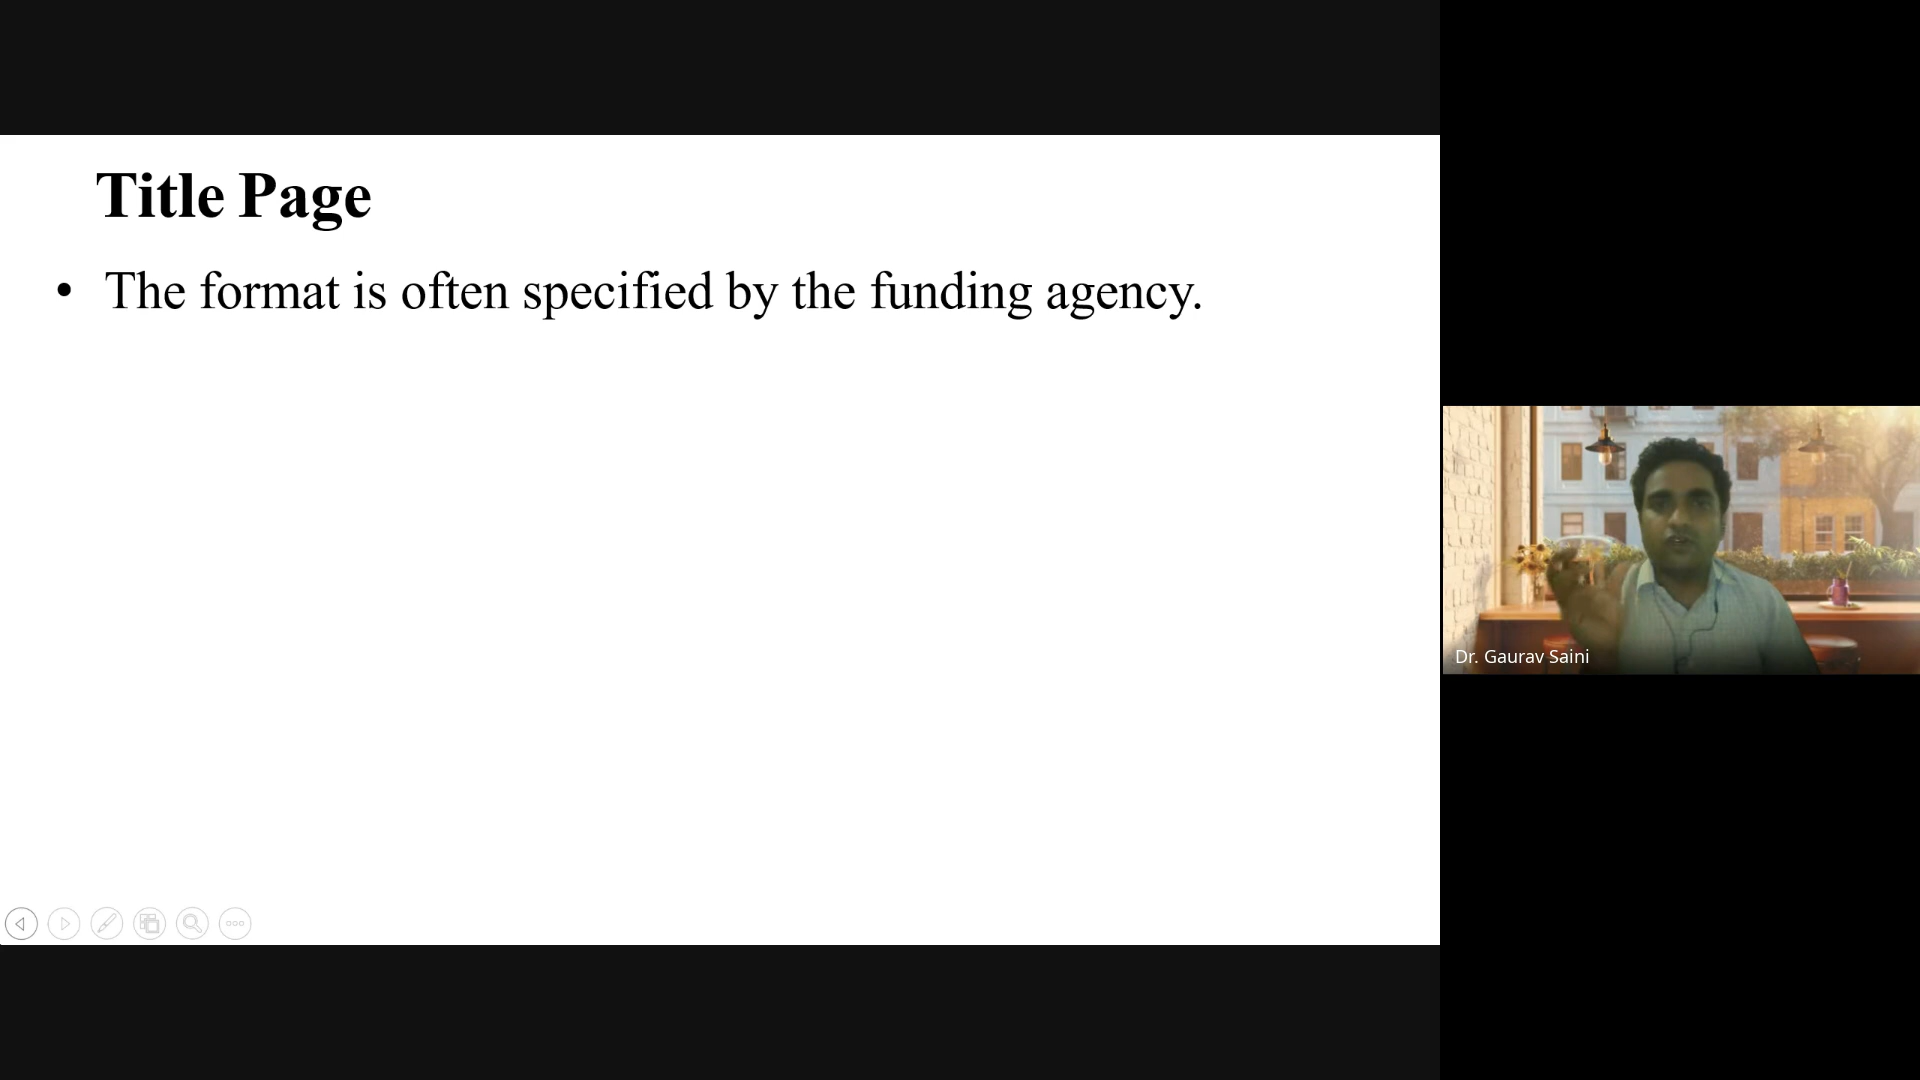 Title Page
• The format is often specified by the funding agency.
Dr. Gaurav Saini